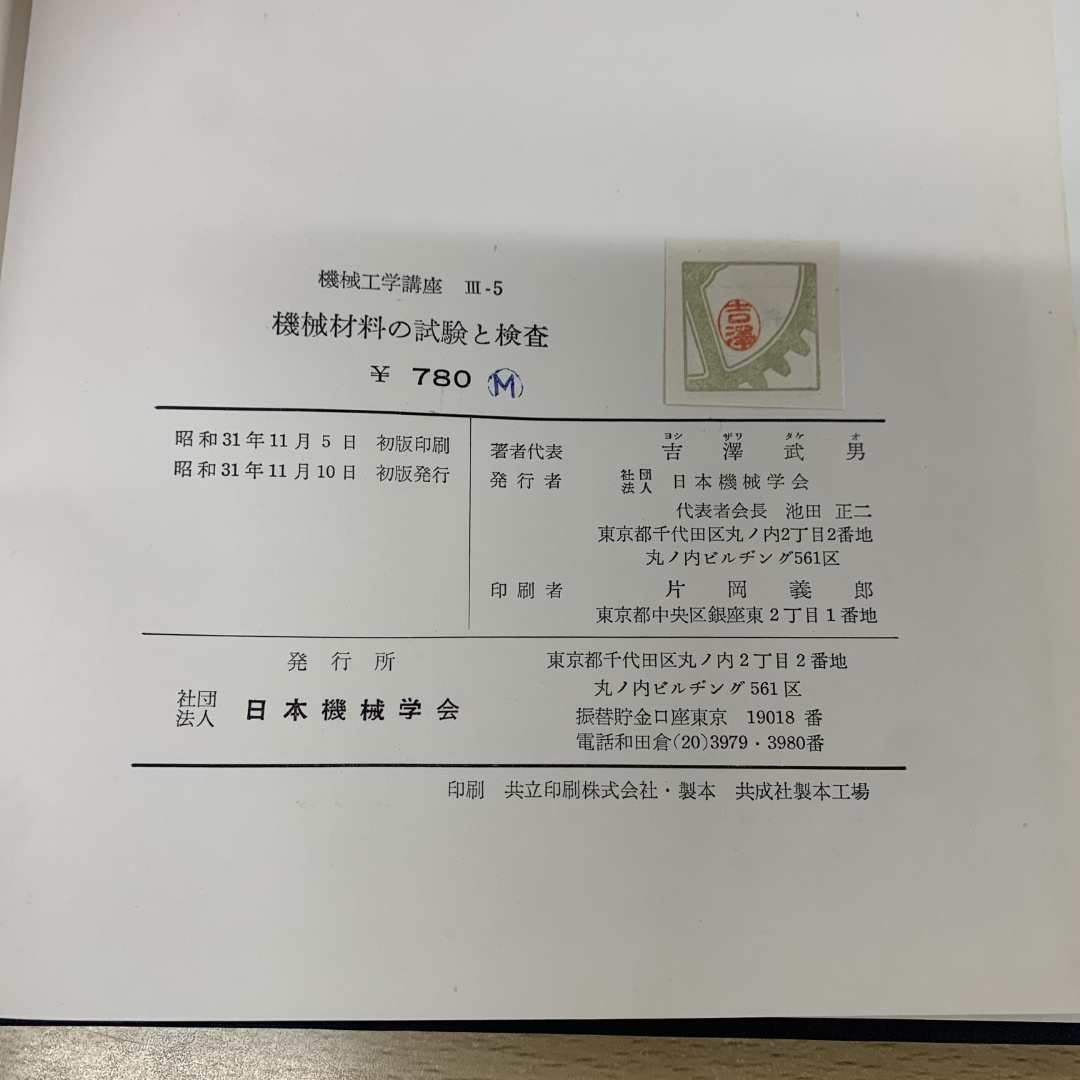 機械工学講座 III-5
機械材料の試験と検査
¥ 780 M
吉澤
昭和31年11月5日 初版印刷
昭和31年11月10日 初版発行
ヨシ ザワ タケ オ
著者代表 吉澤武男
発行者 社団法人 日本機械学会
代表者会長 池田 正二
東京都千代田区丸ノ内2丁目2番地
丸ノ内ビルヂング561区
印刷者 片岡義郎
東京都中央区銀座東2丁目1番地
発行所
社団法人 日本機械学会
東京都千代田区丸ノ内2丁目2番地
丸ノ内ビルヂング561区
振替貯金口座東京 19018 番
電話和田倉(20)3979・3980番
印刷 共立印刷株式会社・製本 共成社製本工場